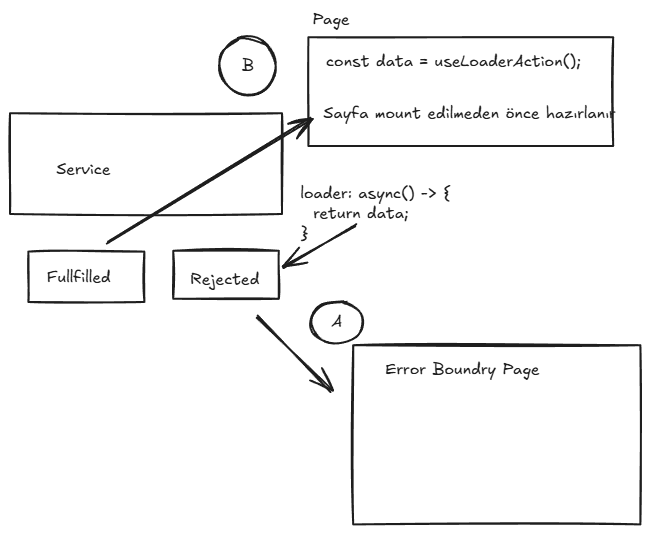 Page
B
const data = useLoaderAction();
Sayfa mount edilmeden önce hazırlanır
Service
loader: async() -> {
return data;
}
Fullfilled
Rejected
A
Error Boundry Page